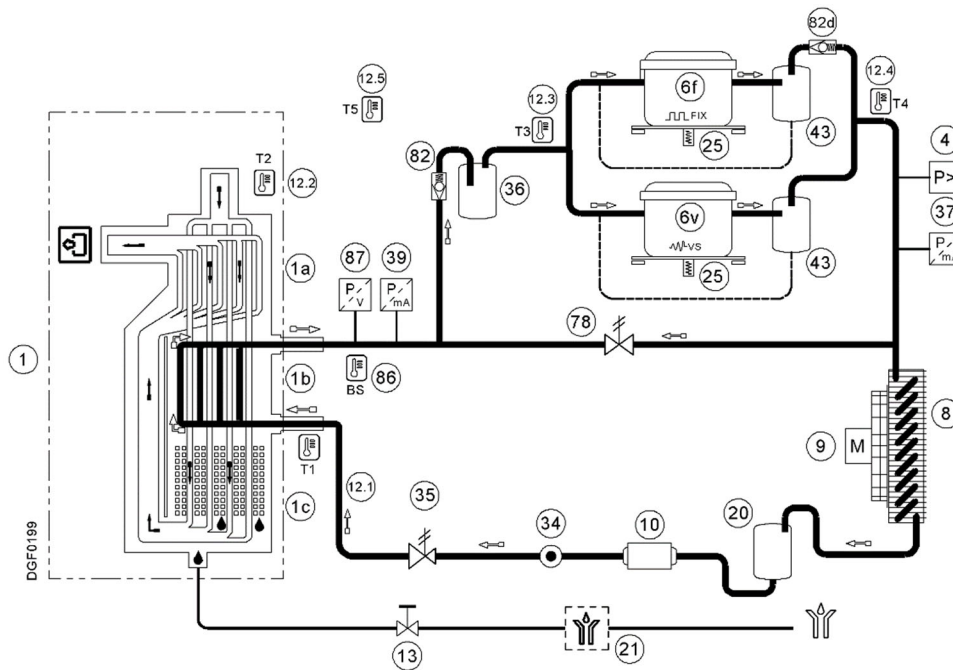 82d
12.5
T5
6f
FIX
12.4
T4
12.3
T3
25
43
4
P>
T2
12.2
82
36
6v
VS
37
P
mA
25
43
1a
87
39
P
V
P
mA
78
1
1b
BS
86
8
9
M
T1
12.1
35
34
10
20
1c
DGF0199
13
21